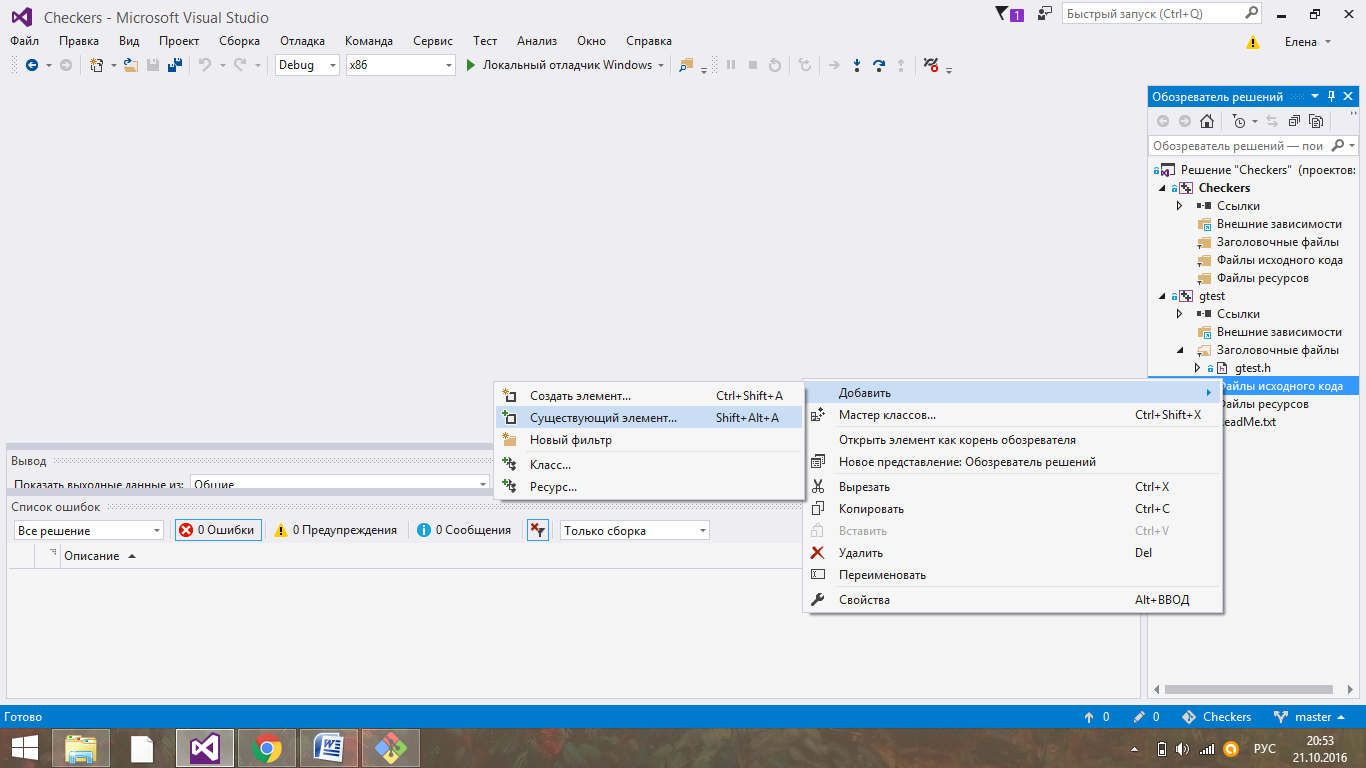 Checkers - Microsoft Visual Studio
1
Быстрый запуск (Ctrl+Q)
Файл Правка Вид Проект Сборка Отладка Команда Сервис Тест Анализ Окно Справка
Елена
Debug x86 Локальный отладчик Windows
Обозреватель решений
Обозреватель решений — пои
Решение "Checkers" (проектов:
Checkers
Ссылки
Внешние зависимости
Заголовочные файлы
Файлы исходного кода
Файлы ресурсов
gtest
Ссылки
Внешние зависимости
Заголовочные файлы
gtest.h
айлы исходного кода
айлы ресурсов
eadMe.txt
Добавить
Мастер классов... Ctrl+Shift+X
Открыть элемент как корень обозревателя
Новое представление: Обозреватель решений
Вырезать Ctrl+X
Копировать Ctrl+C
Вставить Ctrl+V
Удалить Del
Переименовать
Свойства Alt+ВВОД
Создать элемент... Ctrl+Shift+A
Существующий элемент... Shift+Alt+A
Новый фильтр
Класс...
Ресурс...
Вывод
Показать выходные данные из: Общие
Список ошибок
Все решение 0 Ошибки 0 Предупреждения 0 Сообщения Только сборка
Описание
Готово
0 0 Checkers master
РУС
20:53
21.10.2016